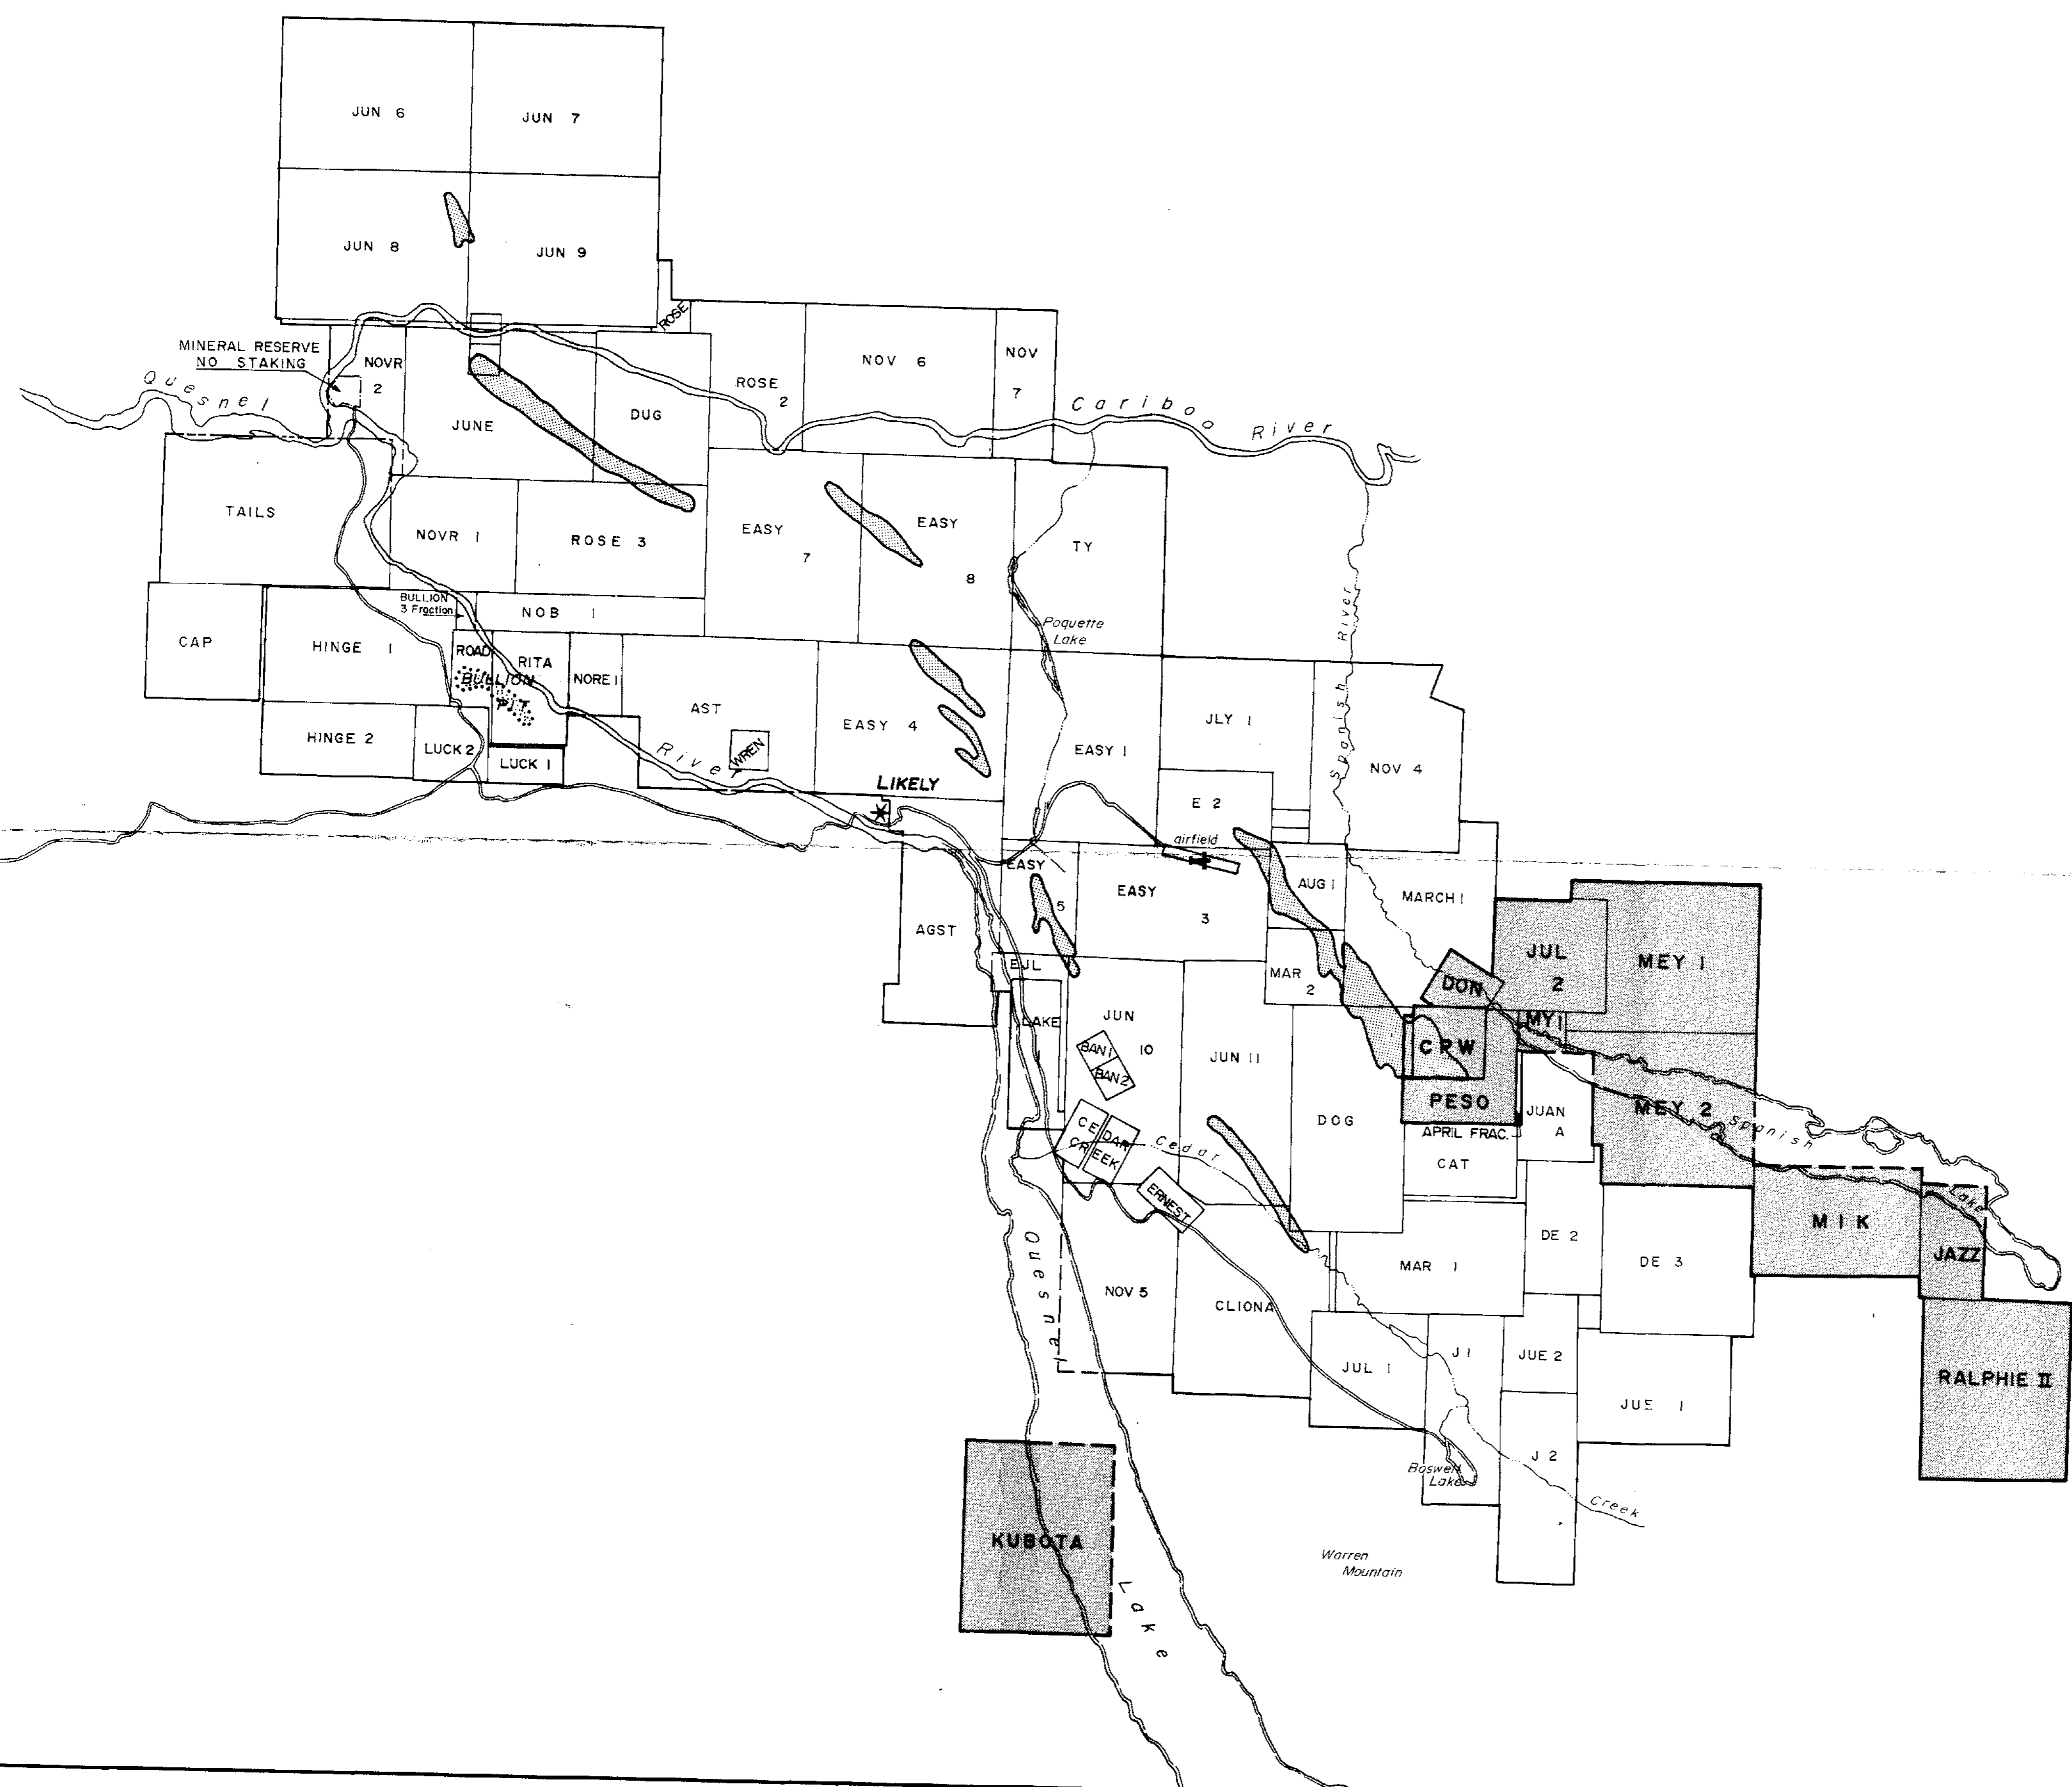 JUN 6
JUN 7
JUN 8
JUN 9
ROSE
MINERAL RESERVE
NO STAKING
NOVR
2
Quesnel
JUNE
DUG
ROSE
2
NOV 6
NOV
7
Cariboo River
TAILS
NOVR 1
ROSE 3
EASY
7
EASY
8
TY
BULLION
3 Fraction
NOB 1
CAP
HINGE 1
ROAD
RITA
BULLION
PIT
NORE 1
AST
WREN
EASY 4
Poquette
Lake
EASY 1
JLY 1
Spanish River
NOV 4
HINGE 2
LUCK 2
LUCK 1
River
LIKELY
E 2
airfield
EASY
5
EASY
3
AUG 1
MARCH 1
AGST
EJL
LAKE
JUN
10
BAN 1
BAN 2
MAR
2
JUN 11
DOG
DON
JUL
2
MEY 1
MY 1
CPW
PESO
APRIL FRAC.
CAT
JUAN
A
MEY 2
Spanish
Lake
CEDAR
CREEK
Cedar
ERNEST
MIK
JAZZ
DE 2
DE 3
MAR 1
Quesnel
NOV 5
CLIONA
JUL 1
J 1
JUE 2
JUE 1
RALPHIE II
J 2
Boswell
Lake
Creek
KUBOTA
Warren
Mountain
Lake